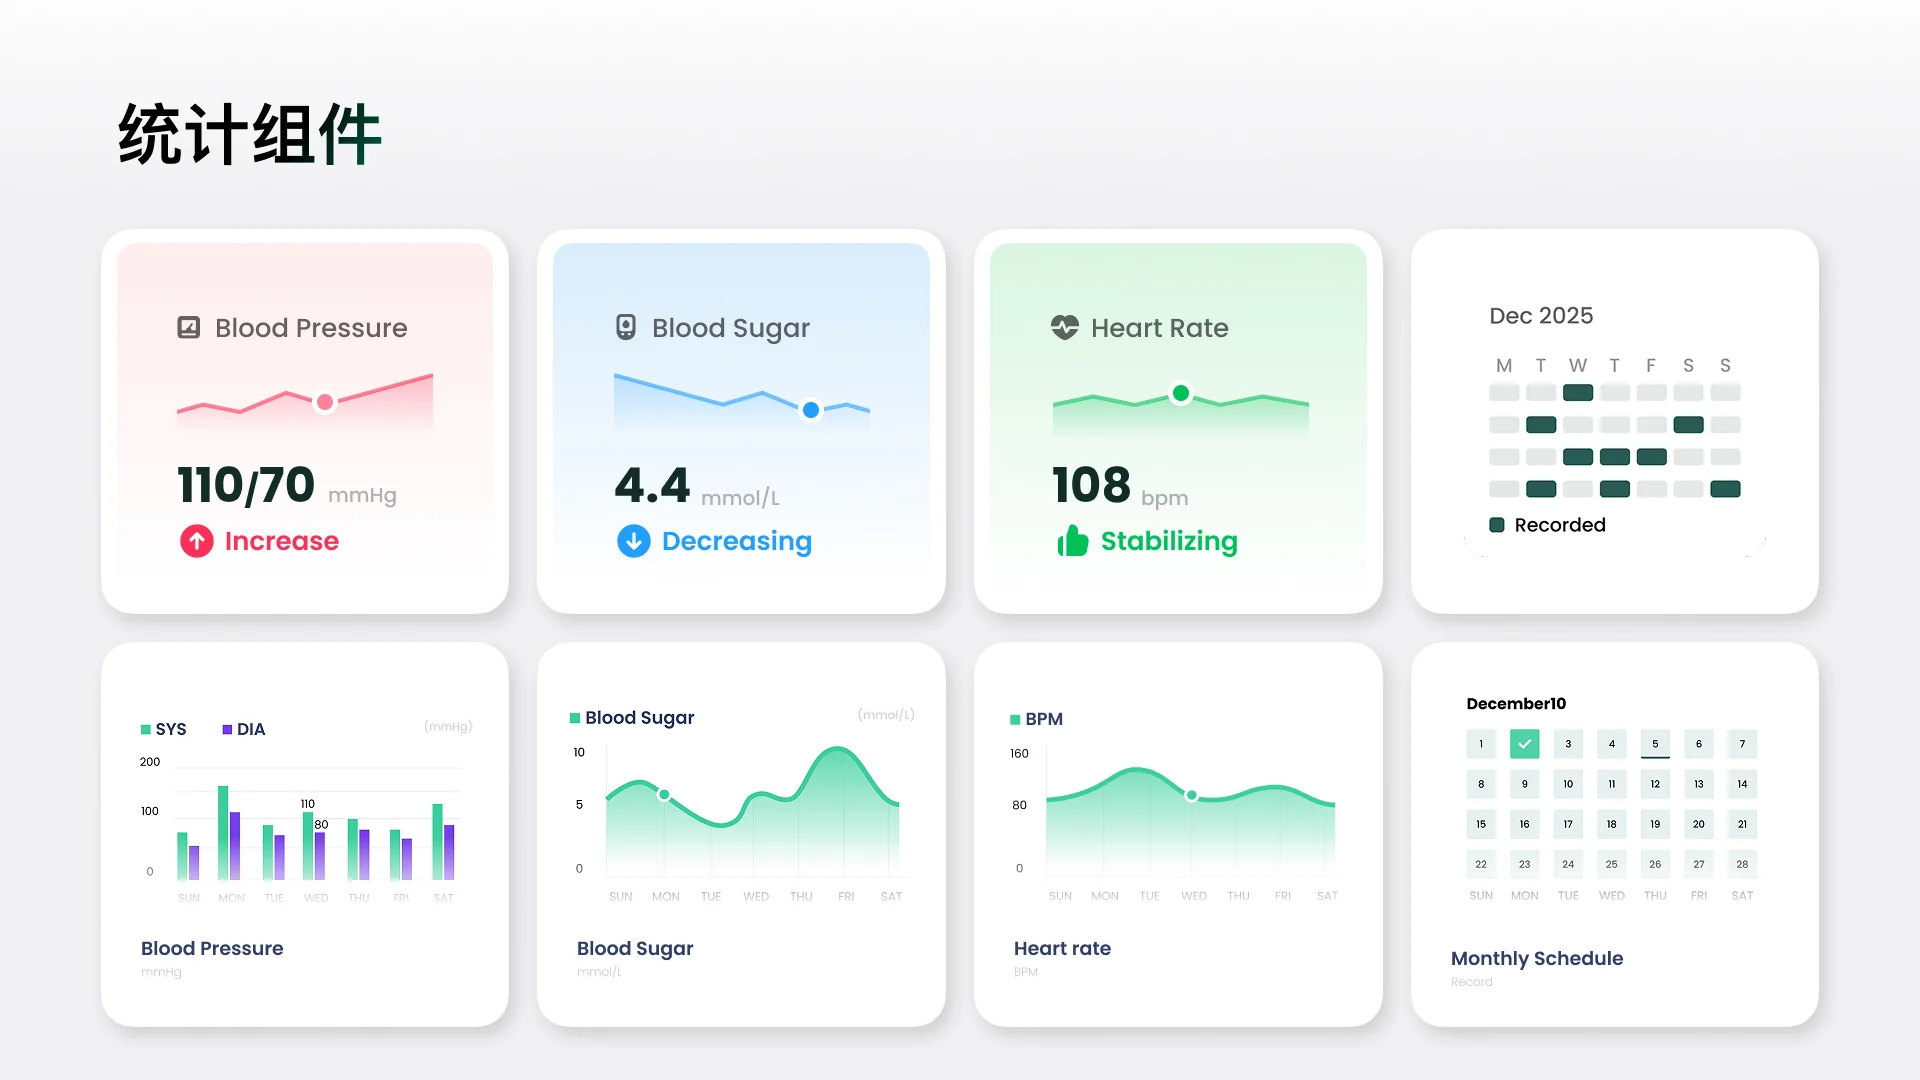 统计组件
Blood Pressure
110/70 mmHg
Increase
Blood Sugar
4.4 mmol/L
Decreasing
Heart Rate
108 bpm
Stabilizing
Dec 2025
M T W T F S S
Recorded
SYS DIA (mmHg)
200
100
0
110
80
SUN MON TUE WED THU FRI SAT
Blood Pressure
mmHg
Blood Sugar (mmol/L)
10
5
0
SUN MON TUE WED THU FRI SAT
Blood Sugar
mmol/L
BPM
160
80
0
SUN MON TUE WED THU FRI SAT
Heart rate
BPM
December10
1 3 4 5 6 7
8 9 10 11 12 13 14
15 16 17 18 19 20 21
22 23 24 25 26 27 28
SUN MON TUE WED THU FRI SAT
Monthly Schedule
Record